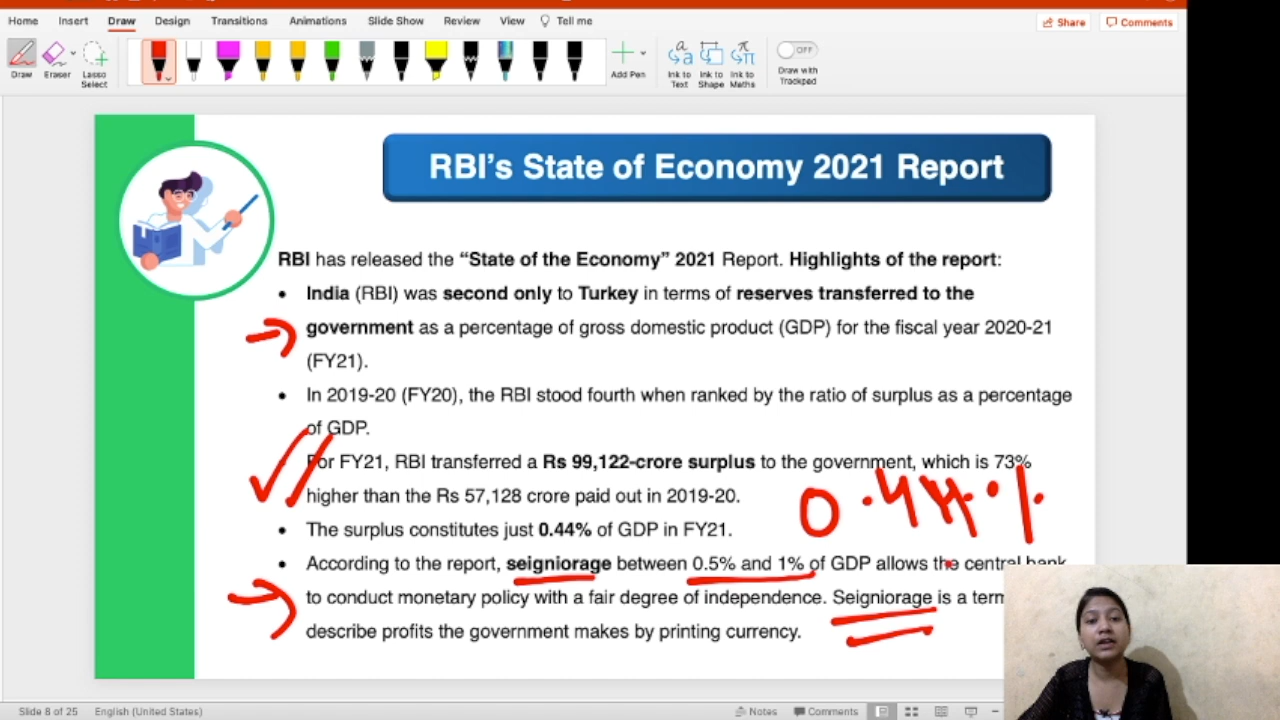 Home Insert Draw Design Transitions Animations Slide Show Review View Tell me Share Comments
Draw Eraser Lasso Select Add Pen Ink to Text Ink to Shape Ink to Maths OFF Draw with Trackpad
RBI's State of Economy 2021 Report
RBI has released the “State of the Economy” 2021 Report. Highlights of the report:
• India (RBI) was second only to Turkey in terms of reserves transferred to the
government as a percentage of gross domestic product (GDP) for the fiscal year 2020-21
(FY21).
• In 2019-20 (FY20), the RBI stood fourth when ranked by the ratio of surplus as a percentage
of GDP.
• For FY21, RBI transferred a Rs 99,122-crore surplus to the government, which is 73%
higher than the Rs 57,128 crore paid out in 2019-20.
0.44%
• The surplus constitutes just 0.44% of GDP in FY21.
• According to the report, seigniorage between 0.5% and 1% of GDP allows the central bank
to conduct monetary policy with a fair degree of independence. Seigniorage is a term
describe profits the government makes by printing currency.
Slide 8 of 25 English (United States) Notes Comments